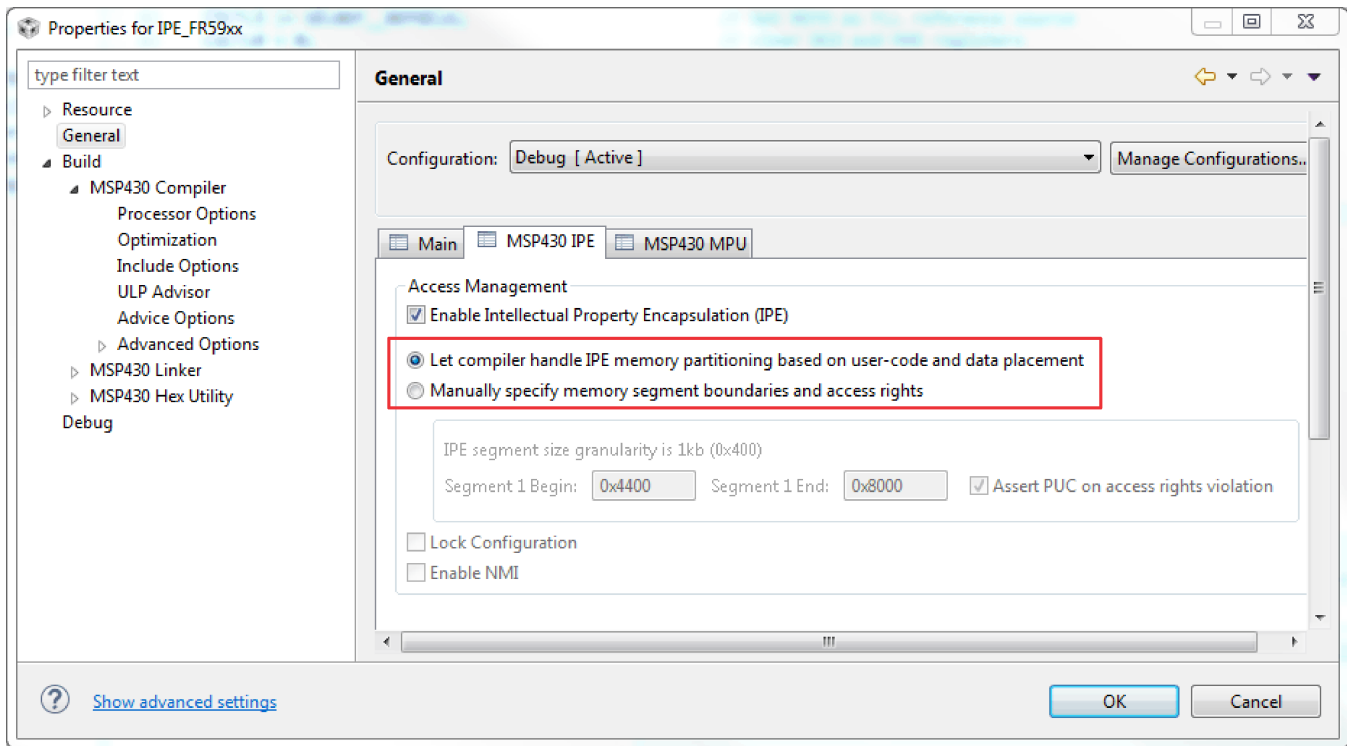 Properties for IPE_FR59xx
type filter text
General
Resource
General
Build
MSP430 Compiler
Processor Options
Optimization
Include Options
ULP Advisor
Advice Options
Advanced Options
MSP430 Linker
MSP430 Hex Utility
Debug
Configuration: Debug [ Active ] Manage Configurations..
Main MSP430 IPE MSP430 MPU
Access Management
Enable Intellectual Property Encapsulation (IPE)
Let compiler handle IPE memory partitioning based on user-code and data placement
Manually specify memory segment boundaries and access rights
IPE segment size granularity is 1kb (0x400)
Segment 1 Begin: 0x4400 Segment 1 End: 0x8000 Assert PUC on access rights violation
Lock Configuration
Enable NMI
? Show advanced settings OK Cancel